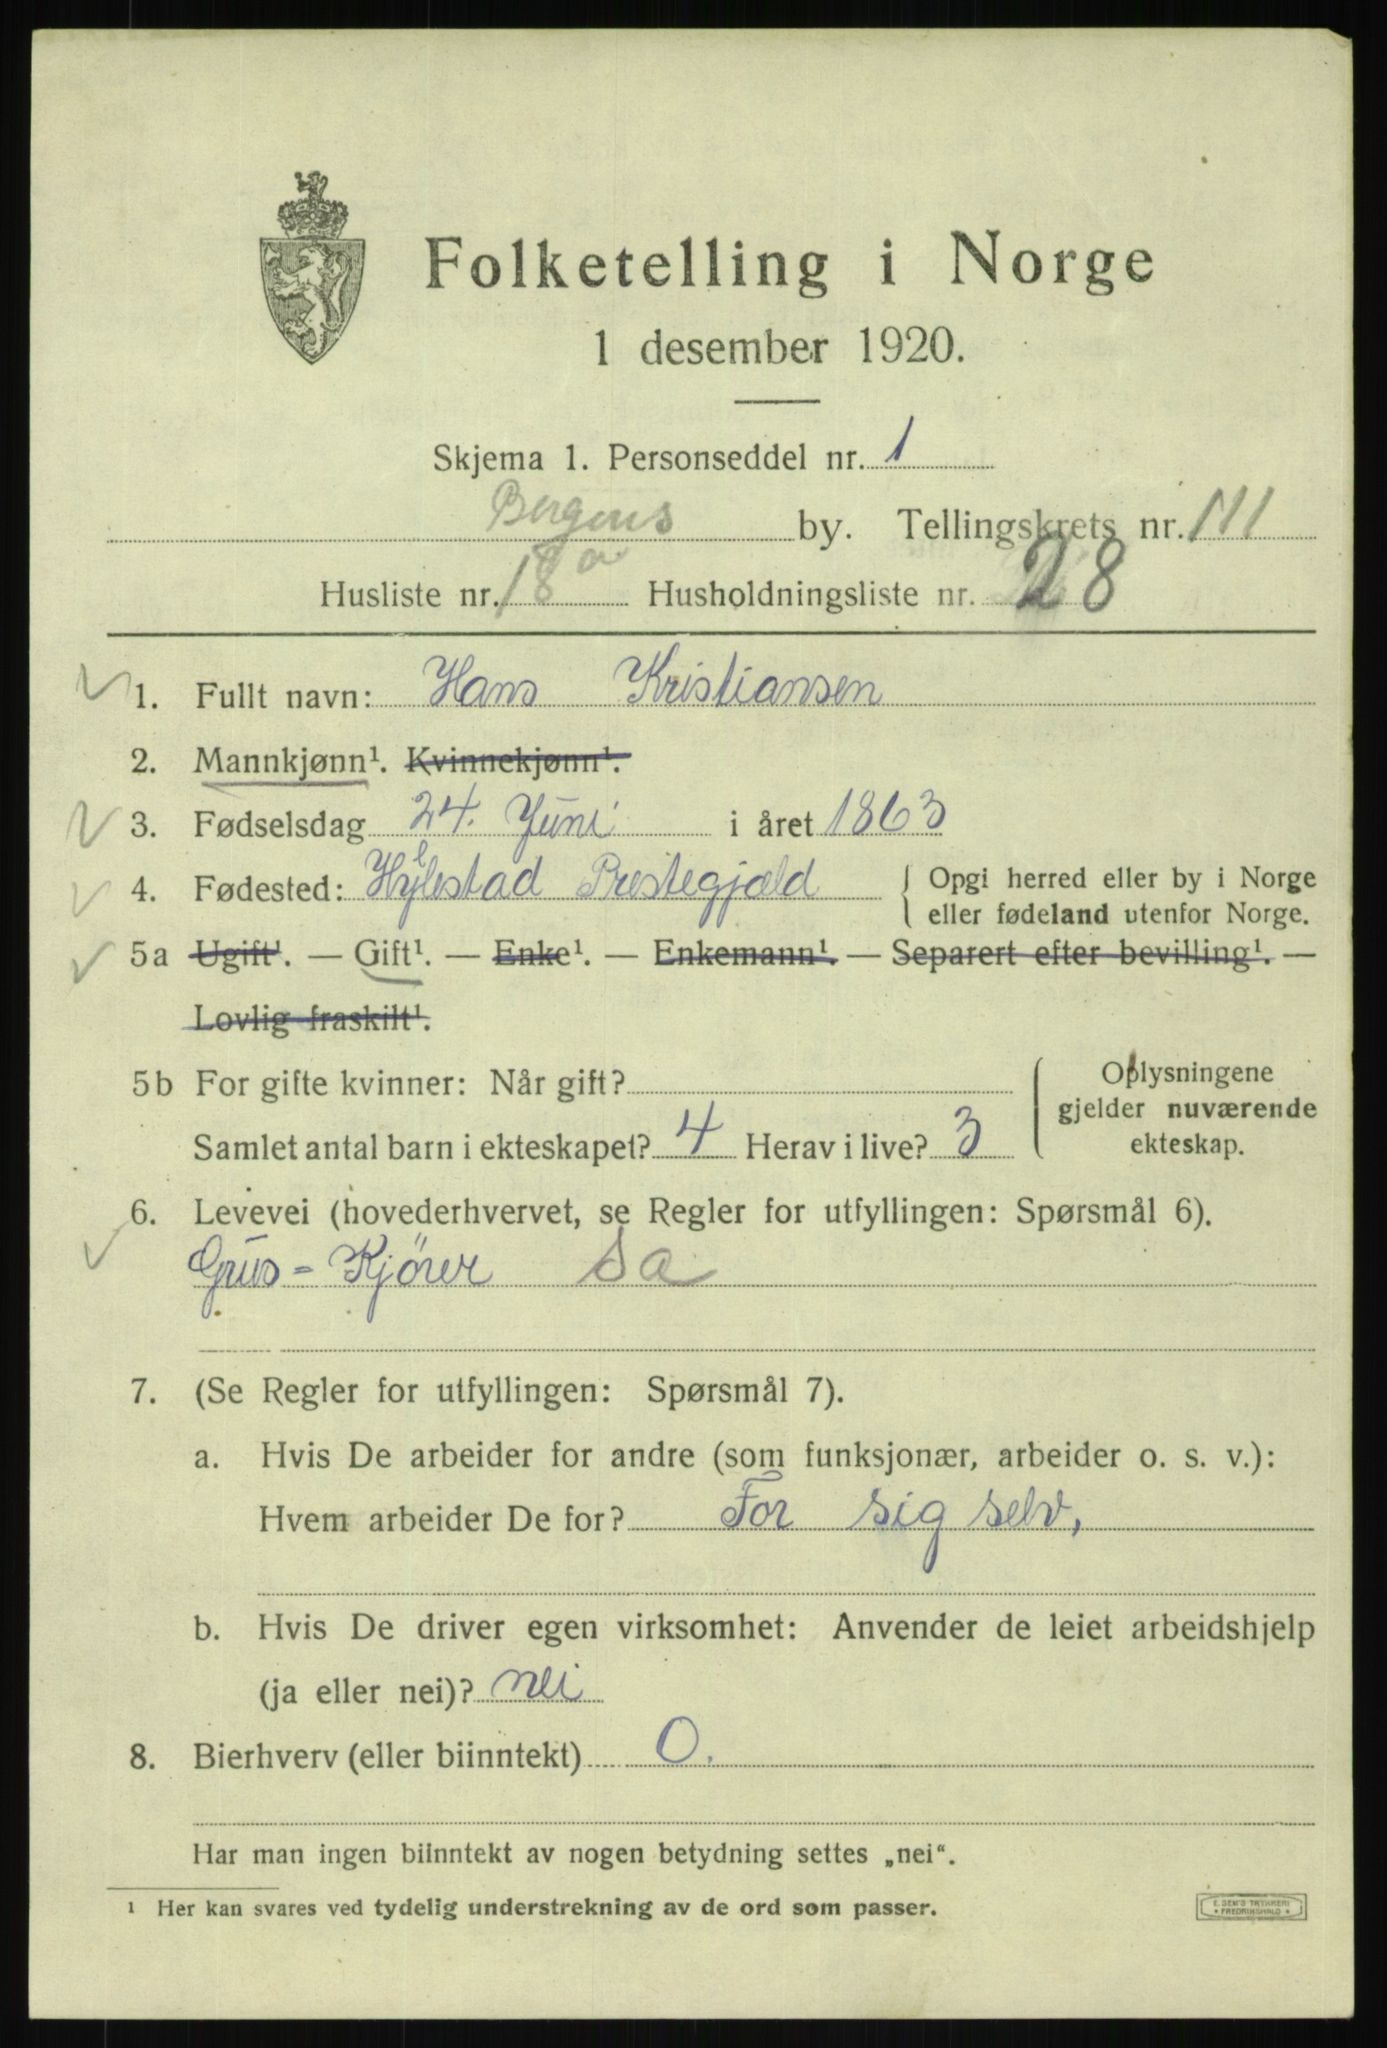 Folketelling i Norge
1 desember 1920.
Skjema 1. Personseddel nr. 1
Bergens by. Tellingskrets nr. 111
Husliste nr. 18a Husholdningsliste nr. 28
1. Fullt navn: Hans Kristiansen
2. Mannkjønn¹. Kvinnekjønn¹.
3. Fødselsdag 24. Juni i året 1863
4. Fødested: Hylestad Prestegjæld { Opgi herred eller by i Norge
eller fødeland utenfor Norge.
5a Ugift¹. — Gift¹. — Enke¹. — Enkemann¹. — Separert efter bevilling¹. —
Lovlig fraskilt¹.
5b For gifte kvinner: Når gift? { Oplysningene
gjelder nuværende
Samlet antal barn i ekteskapet? 4 Herav i live? 3 ekteskap.
6. Levevei (hovederhvervet, se Regler for utfyllingen: Spørsmål 6).
Grus-Kjörer Sa
7. (Se Regler for utfyllingen: Spørsmål 7).
a. Hvis De arbeider for andre (som funksjonær, arbeider o. s. v.):
Hvem arbeider De for? For sig selv,
b. Hvis De driver egen virksomhet: Anvender de leiet arbeidshjelp
(ja eller nei)? nei
8. Bierhverv (eller biinntekt) O.
Har man ingen biinntekt av nogen betydning settes „nei“.
¹ Her kan svares ved tydelig understrekning av de ord som passer.
E. SEM'S TRYKKERI
* FREDRIKSHALD *